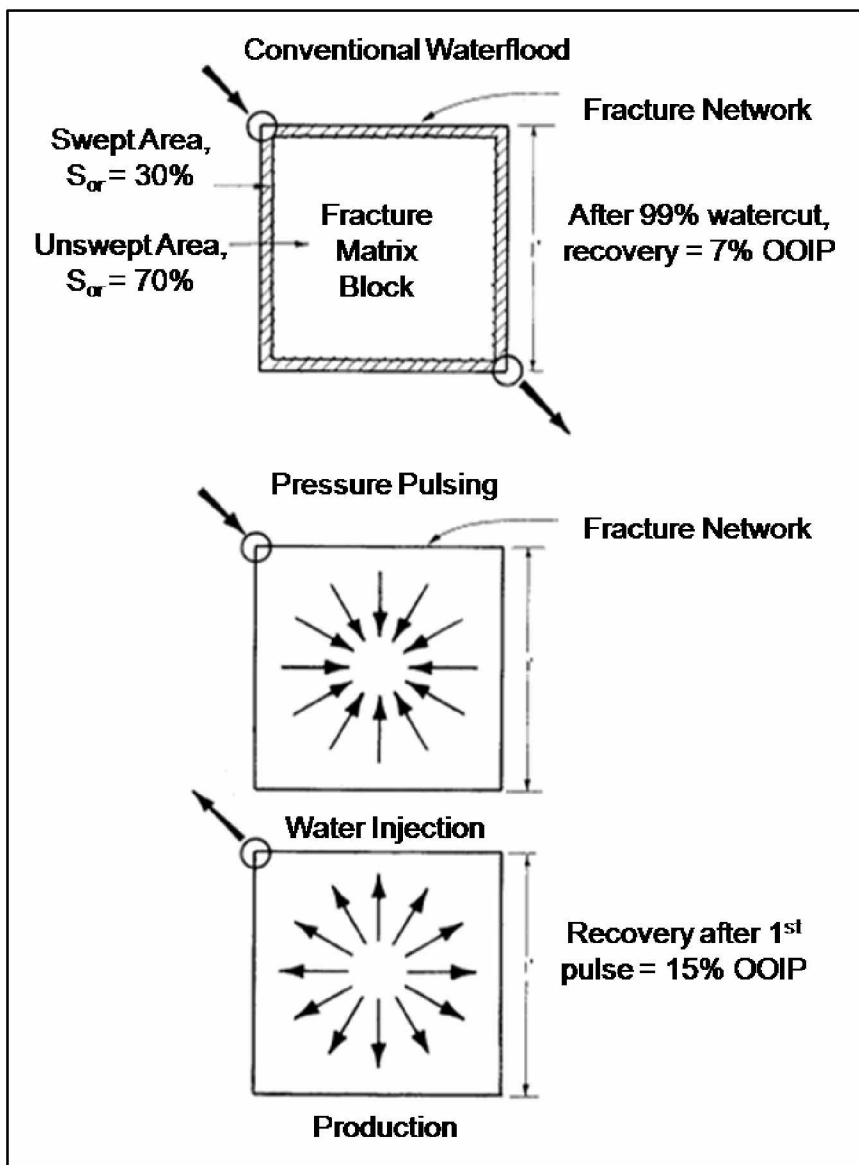 Conventional Waterflood
Fracture Network
Swept Area,
Sor = 30%
Unswept Area,
Sor = 70%
Fracture
Matrix
Block
After 99% watercut,
recovery = 7% OOIP
Pressure Pulsing
Fracture Network
Water Injection
Recovery after 1st
pulse = 15% OOIP
Production